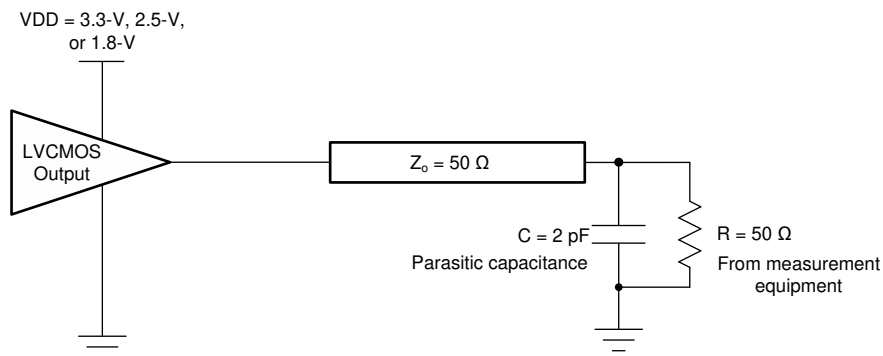 VDD = 3.3-V, 2.5-V,
or 1.8-V
LVCMOS
Output
Zo = 50 Ω
C = 2 pF
Parasitic capacitance
R = 50 Ω
From measurement
equipment